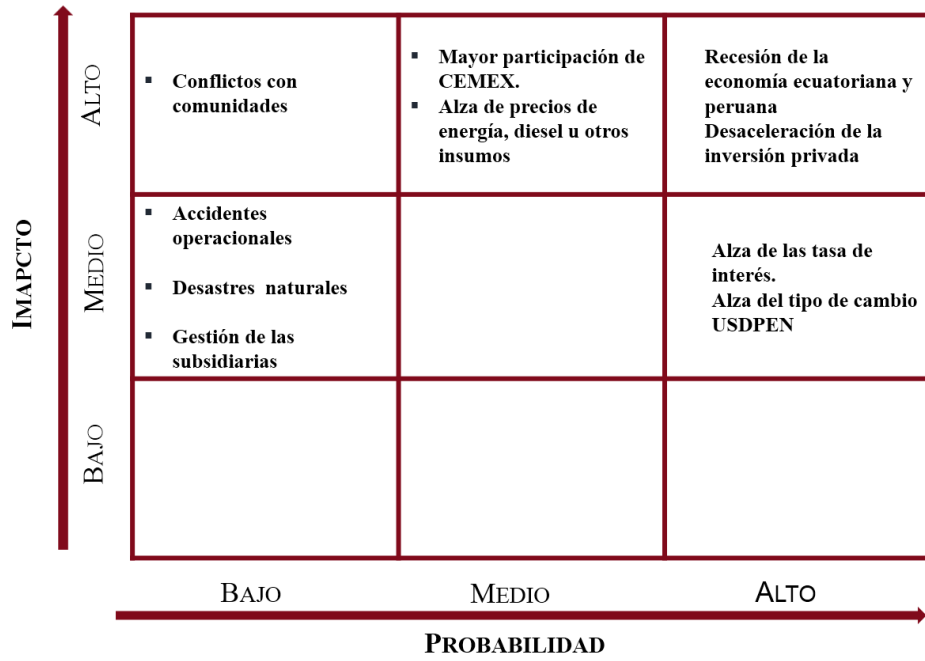 IMAPCTO
ALTO
▪ Conflictos con
comunidades
▪ Mayor participación de
CEMEX.
▪ Alza de precios de
energía, diesel u otros
insumos
Recesión de la
economía ecuatoriana y
peruana
Desaceleración de la
inversión privada
MEDIO
▪ Accidentes
operacionales
▪ Desastres naturales
▪ Gestión de las
subsidiarias
Alza de las tasa de
interés.
Alza del tipo de cambio
USDPEN
BAJO
BAJO
MEDIO
ALTO
PROBABILIDAD